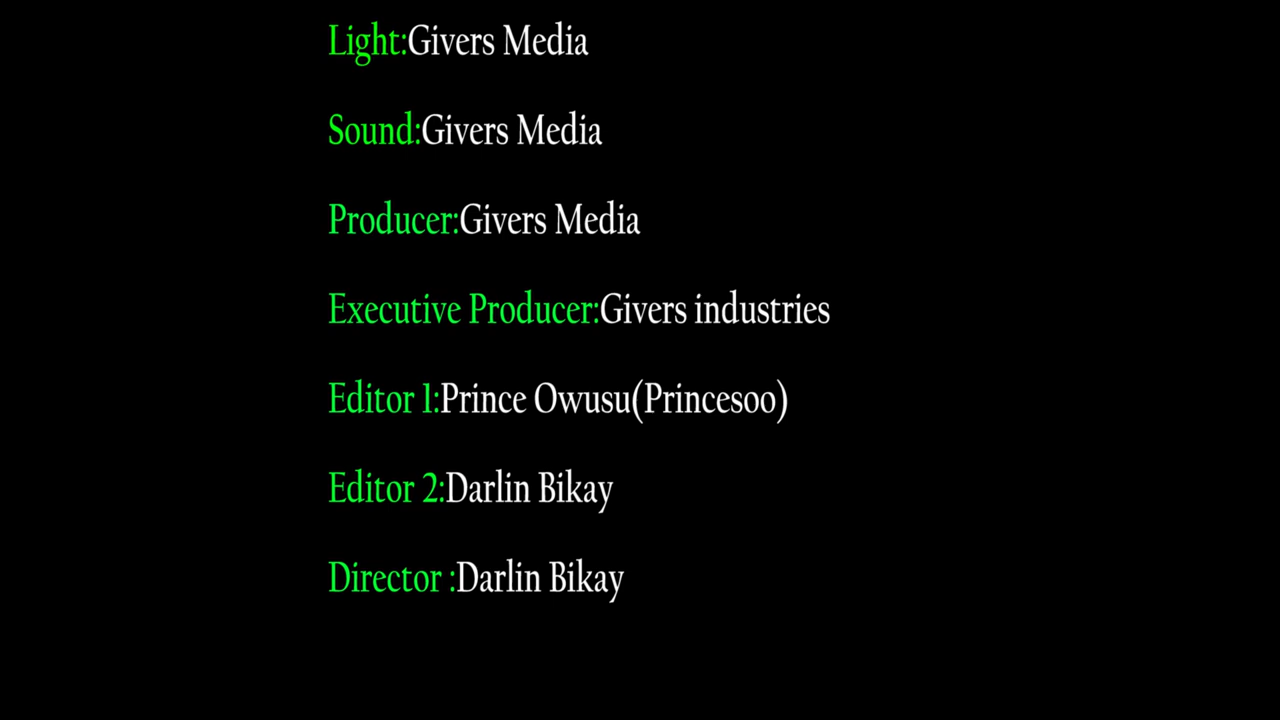 Light:Givers Media
Sound:Givers Media
Producer:Givers Media
Executive Producer:Givers industries
Editor 1:Prince Owusu(Princesoo)
Editor 2:Darlin Bikay
Director :Darlin Bikay